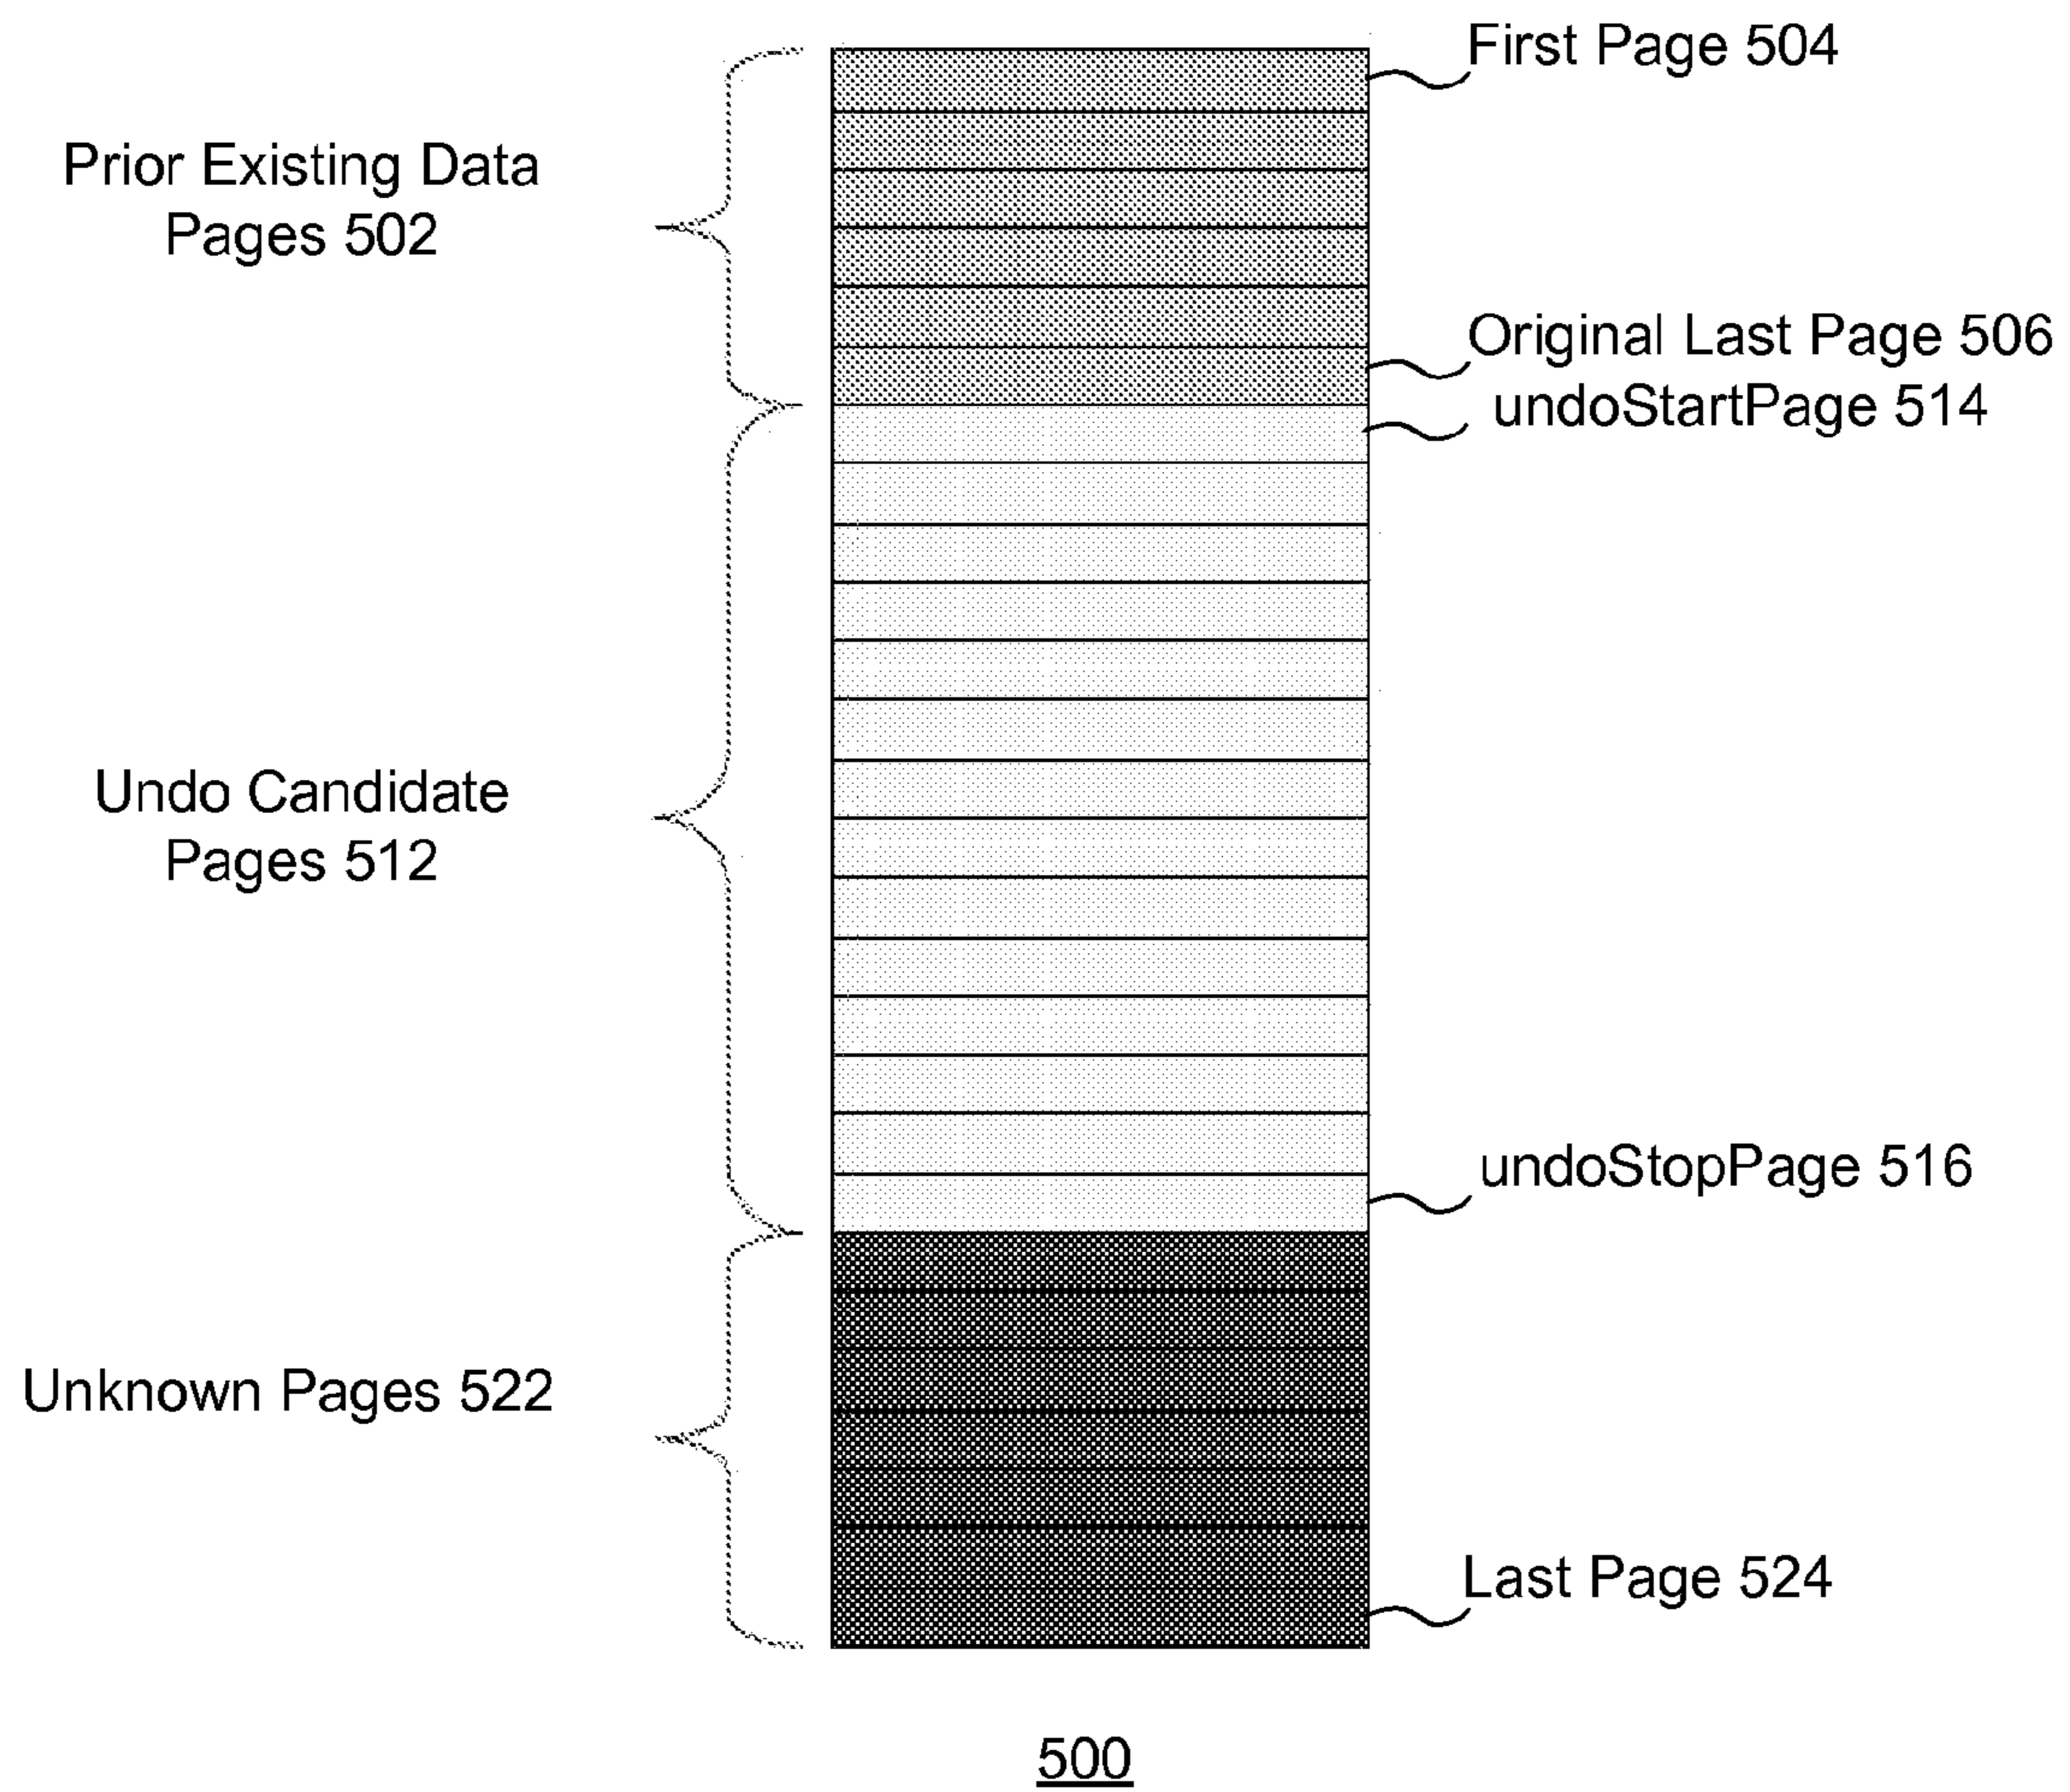 First Page 504
Prior Existing Data
Pages 502
Original Last Page 506
undoStartPage 514
Undo Candidate
Pages 512
undoStopPage 516
Unknown Pages 522
Last Page 524
500